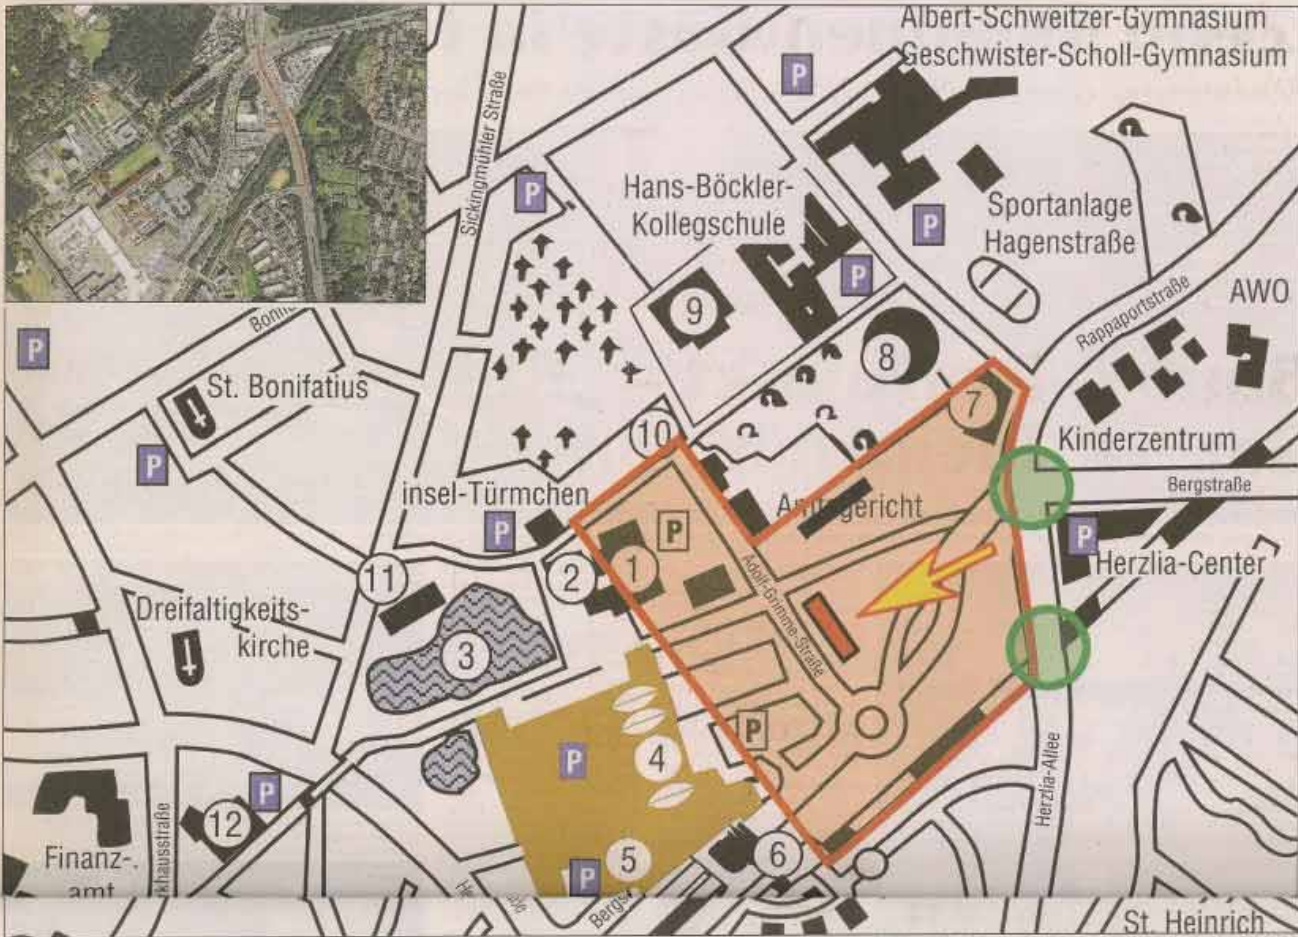 Albert-Schweitzer-Gymnasium
Geschwister-Scholl-Gymnasium
P
Sickingmühler Straße
P
Hans-Böckler-
Kollegschule
P
Sportanlage
Hagenstraße
P
Rappaportstraße
AWO
9
P
8
St. Bonifatius
7
10
Kinderzentrum
P
insel-Türmchen
Bergstraße
P
P
Amtsgericht
P
Herzlia-Center
11
2
1
Adolf-Grimme-Straße
Dreifaltigkeits-
kirche
3
4
P
P
P
Herzlia-Allee
12
5
6
P
Finanz-
amt
St. Heinrich